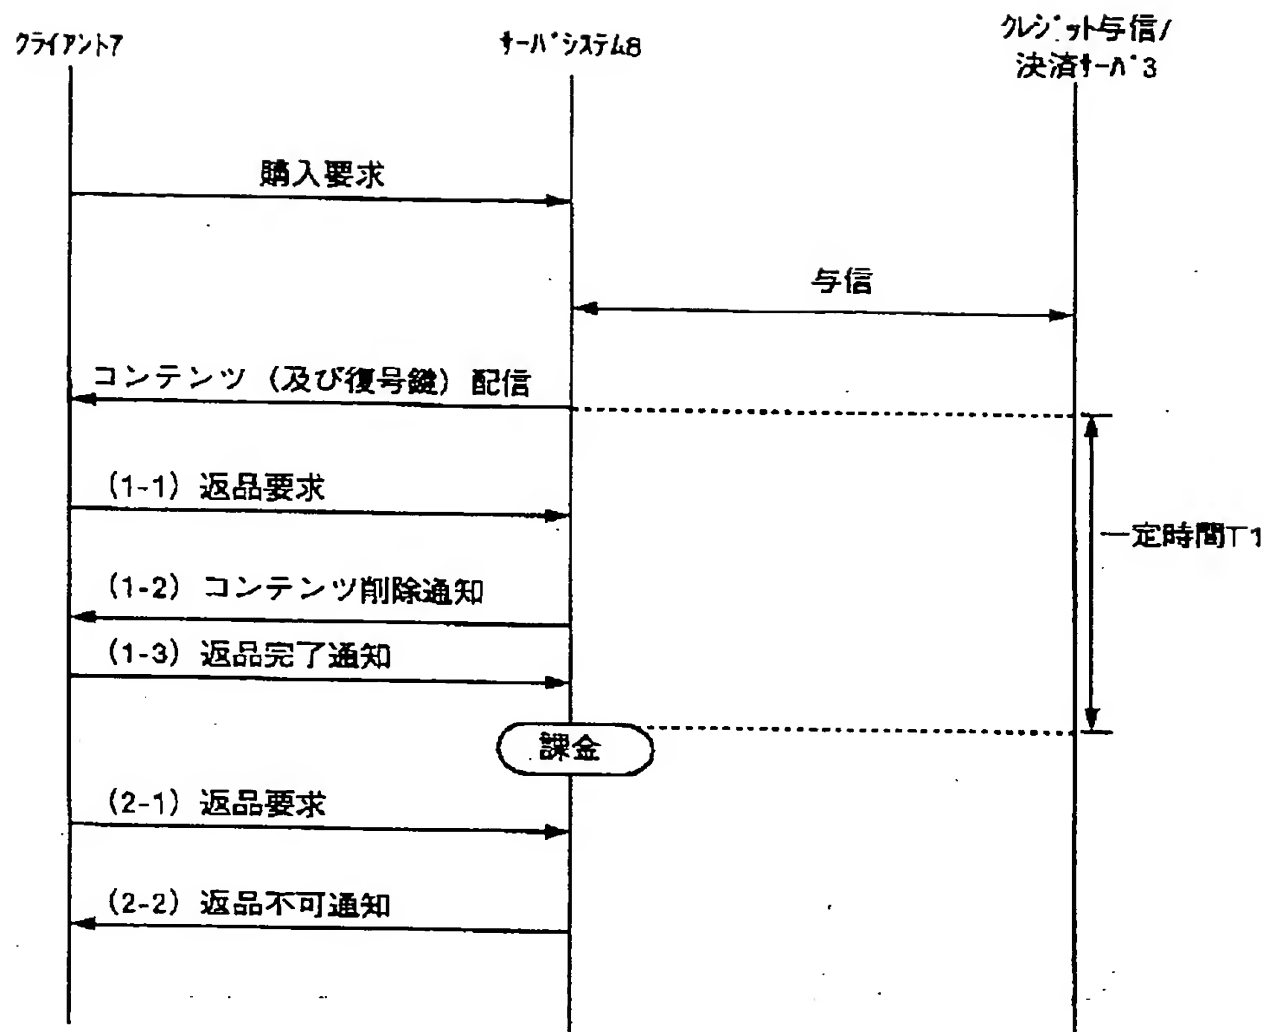 クライアント7
サーバシステム8
クレジット与信/
決済サーバ3
購入要求
与信
コンテンツ（及び復号鍵）配信
(1-1) 返品要求
一定時間T1
(1-2) コンテンツ削除通知
(1-3) 返品完了通知
課金
(2-1) 返品要求
(2-2) 返品不可通知